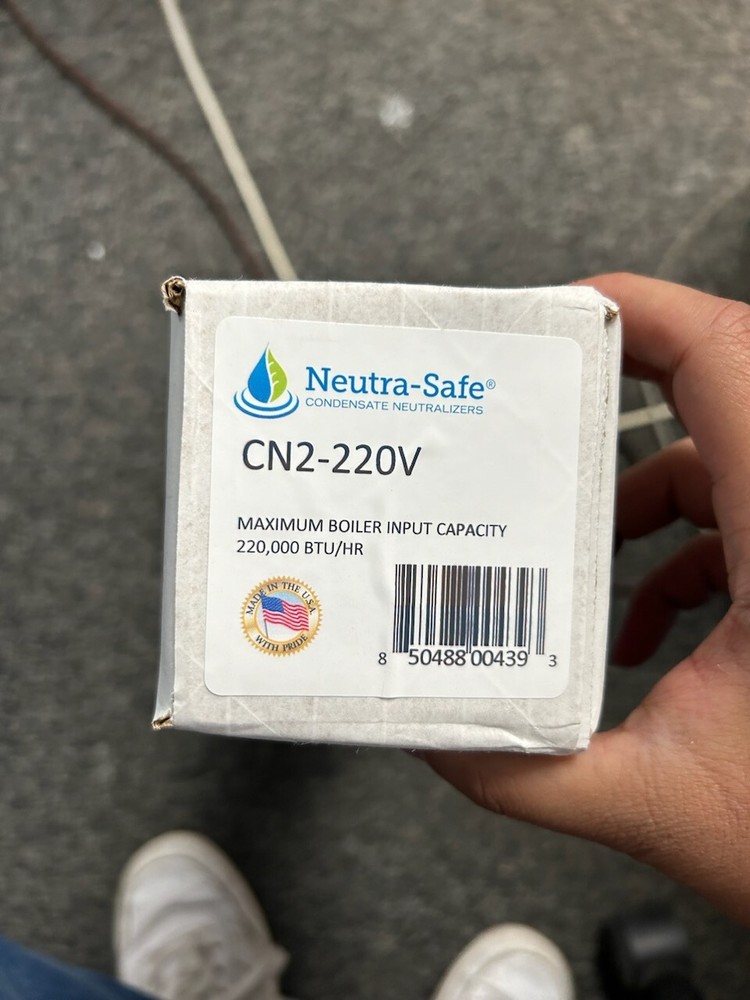 Neutra-Safe®
CONDENSATE NEUTRALIZERS
CN2-220V
MAXIMUM BOILER INPUT CAPACITY
220,000 BTU/HR
MADE IN THE U.S.A.
WITH PRIDE
8 50488 00439 3